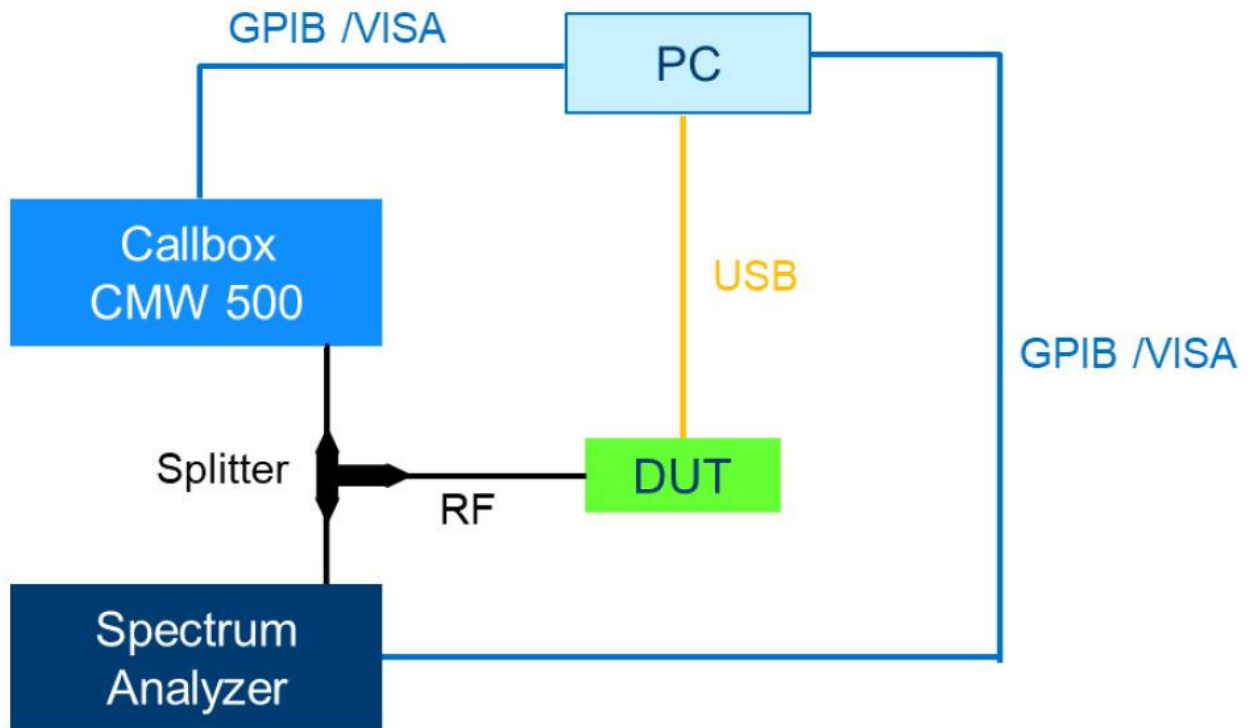 GPIB /VISA
PC
Callbox
CMW 500
USB
GPIB /VISA
Splitter
RF
DUT
Spectrum
Analyzer